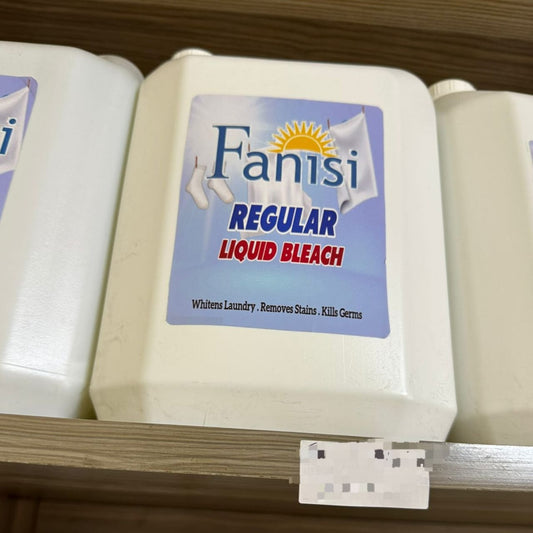 Fanisi
REGULAR
LIQUID BLEACH
Whitens Laundry . Removes Stains . Kills Germs